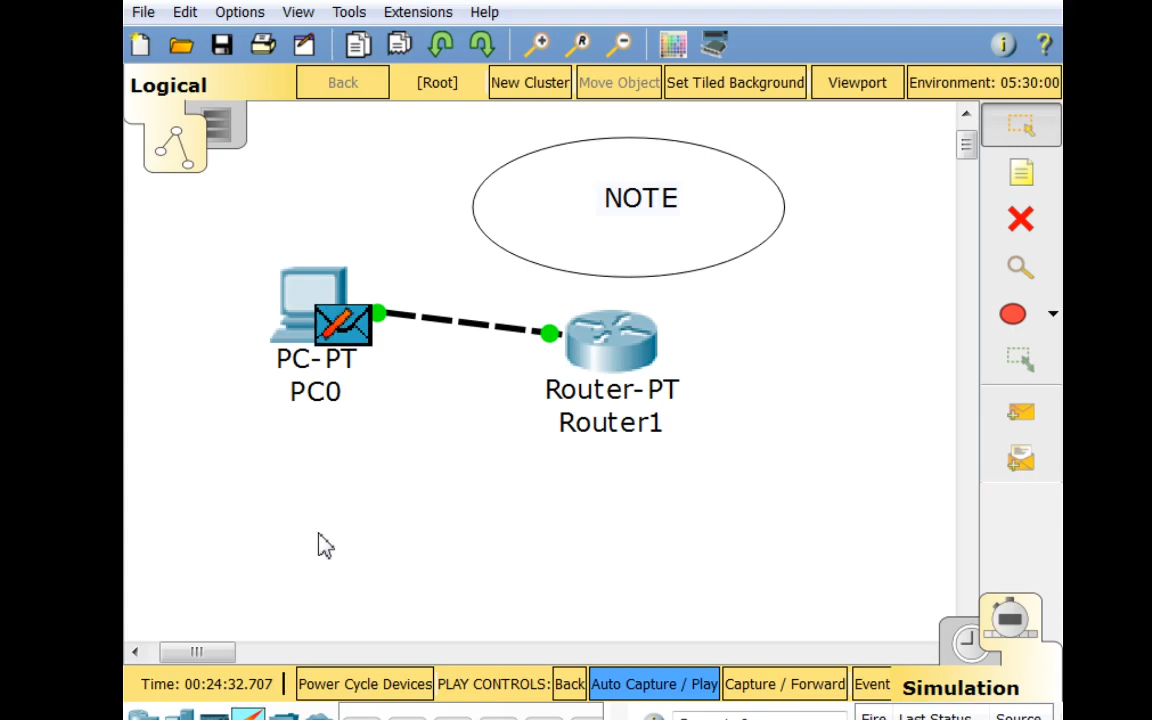 File Edit Options View Tools Extensions Help
Logical Back [Root] New Cluster Move Object Set Tiled Background Viewport Environment: 05:30:00
NOTE
PC-PT
PC0
Router-PT
Router1
Time: 00:24:32.707 Power Cycle Devices PLAY CONTROLS: Back Auto Capture / Play Capture / Forward Event Simulation
Fire Last Status Source